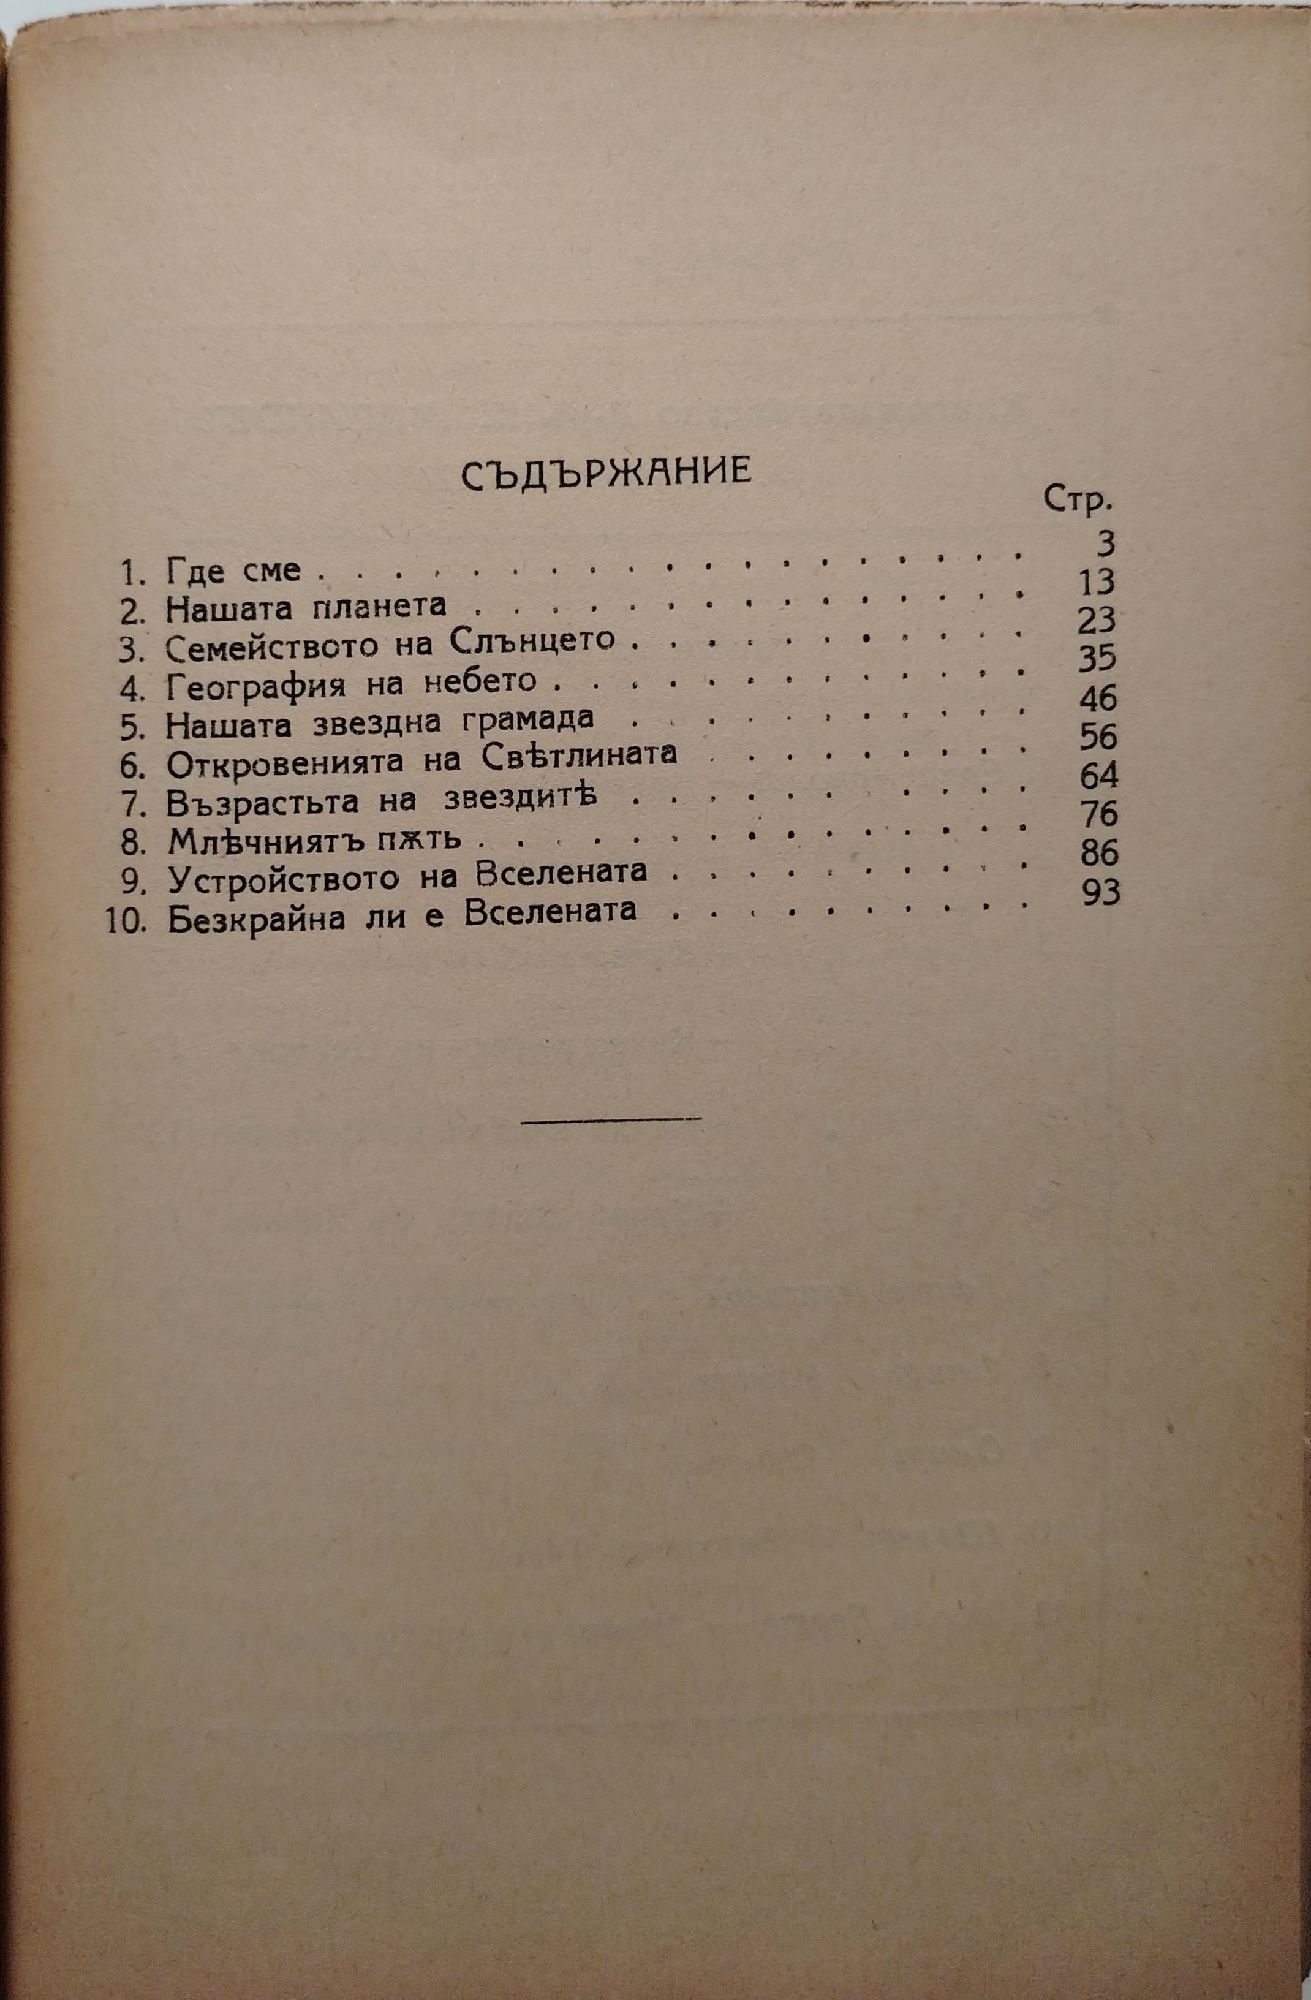 СЪДЪРЖАНИЕ
Стр.
1. Где сме . . . . . . . . . . . . . . . . . . . 3
2. Нашата планета . . . . . . . . . . . . . . . 13
3. Семейството на Слънцето . . . . . . . . . . . 23
4. География на небето . . . . . . . . . . . . . 35
5. Нашата звездна грамада . . . . . . . . . . . 46
6. Откровенията на Свѣтлината . . . . . . . . . 56
7. Възрастьта на звездитѣ . . . . . . . . . . 64
8. Млѣчниятъ пѫть . . . . . . . . . . . . . . . 76
9. Устройството на Вселената . . . . . . . . . . 86
10. Безкрайна ли е Вселената . . . . . . . . . . 93